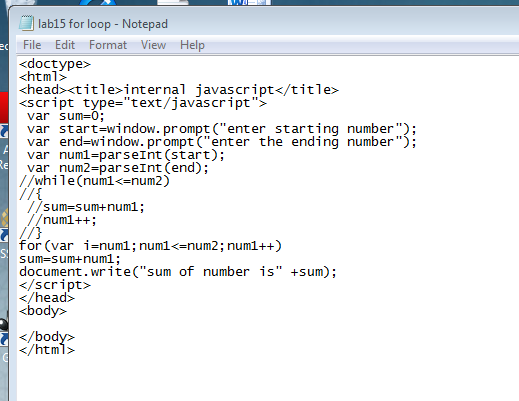 lab15 for loop - Notepad
File Edit Format View Help
<doctype>
<html>
<head><title>internal javascript</title>
<script type="text/javascript">
 var sum=0;
 var start=window.prompt("enter starting number");
 var end=window.prompt("enter the ending number");
 var num1=parseInt(start);
 var num2=parseInt(end);
//while(num1<=num2)
//{
 //sum=sum+num1;
 //num1++;
//}
for(var i=num1;num1<=num2;num1++)
sum=sum+num1;
document.write("sum of number is" +sum);
</script>
</head>
<body>

</body>
</html>